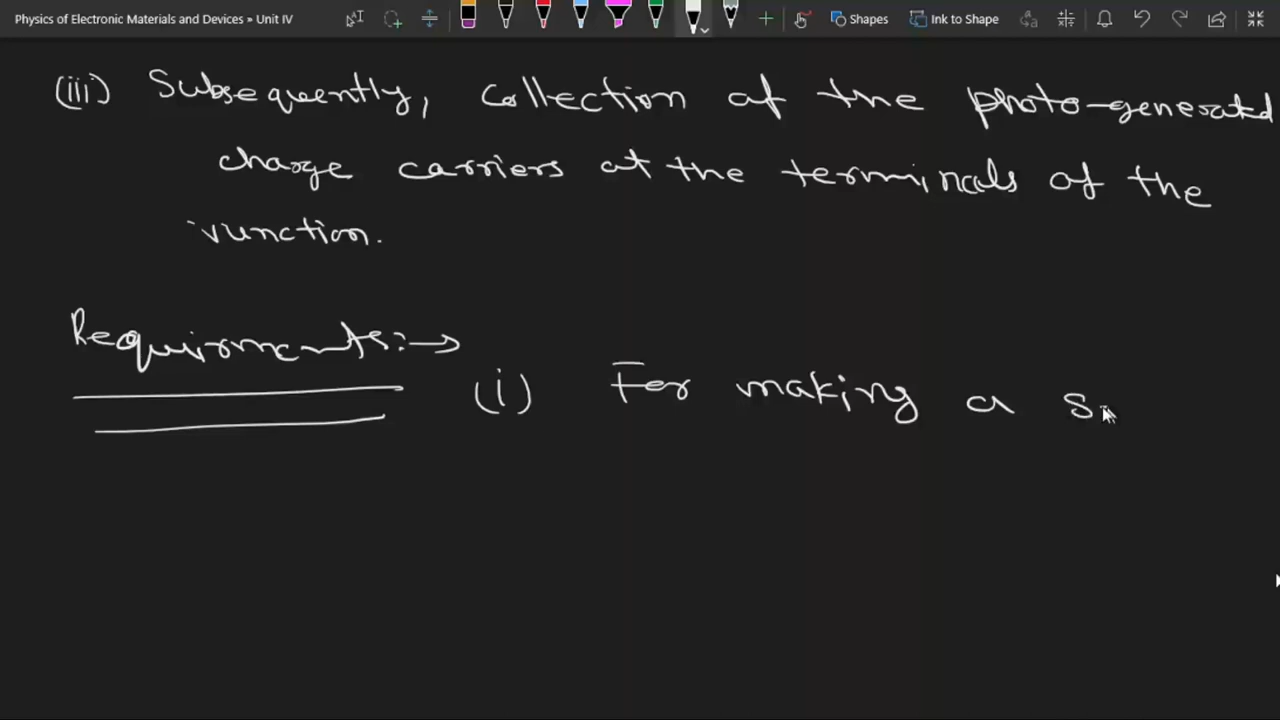 Physics of Electronic Materials and Devices » Unit IV
Shapes
Ink to Shape
(iii) Subsequently, collection of the photo-generated
charge carriers at the terminals of the
junction.
Requirments:→
(i) For making a s